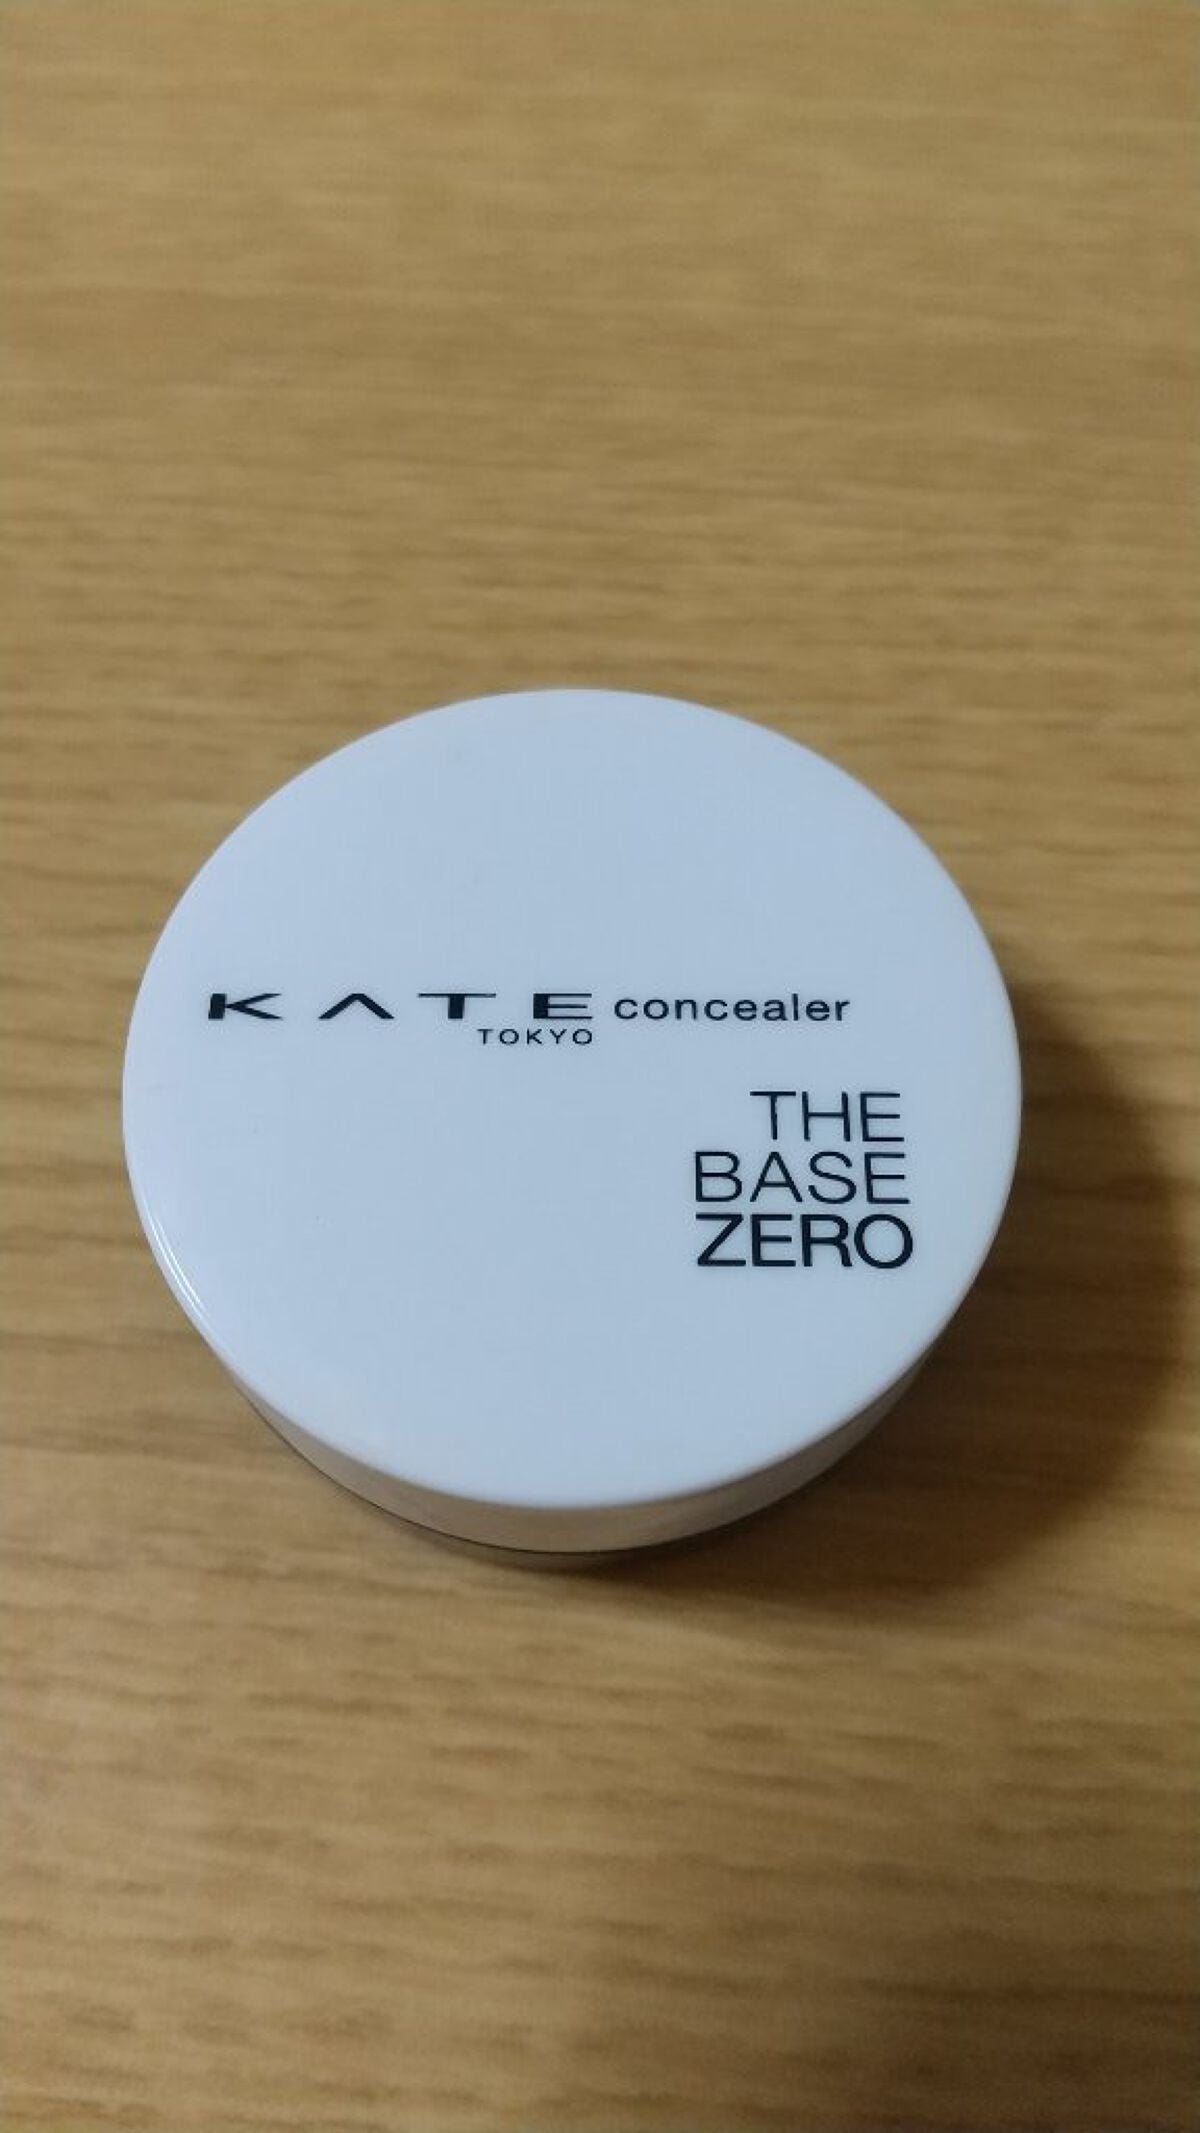 KATE concealer
TOKYO
THE
BASE
ZERO